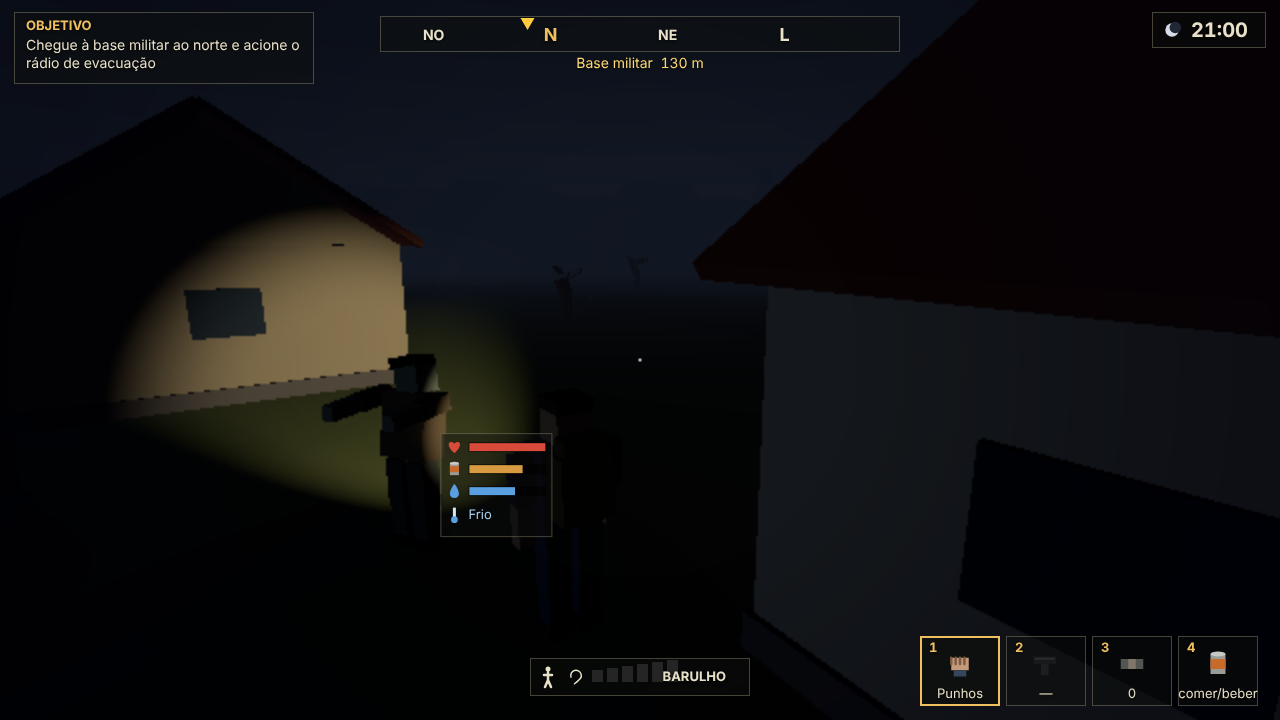 OBJETIVO
Chegue à base militar ao norte e acione o
rádio de evacuação
NO N NE L
Base militar 130 m
21:00
Frio
BARULHO
1 2 3 4
Punhos — 0 comer/beber